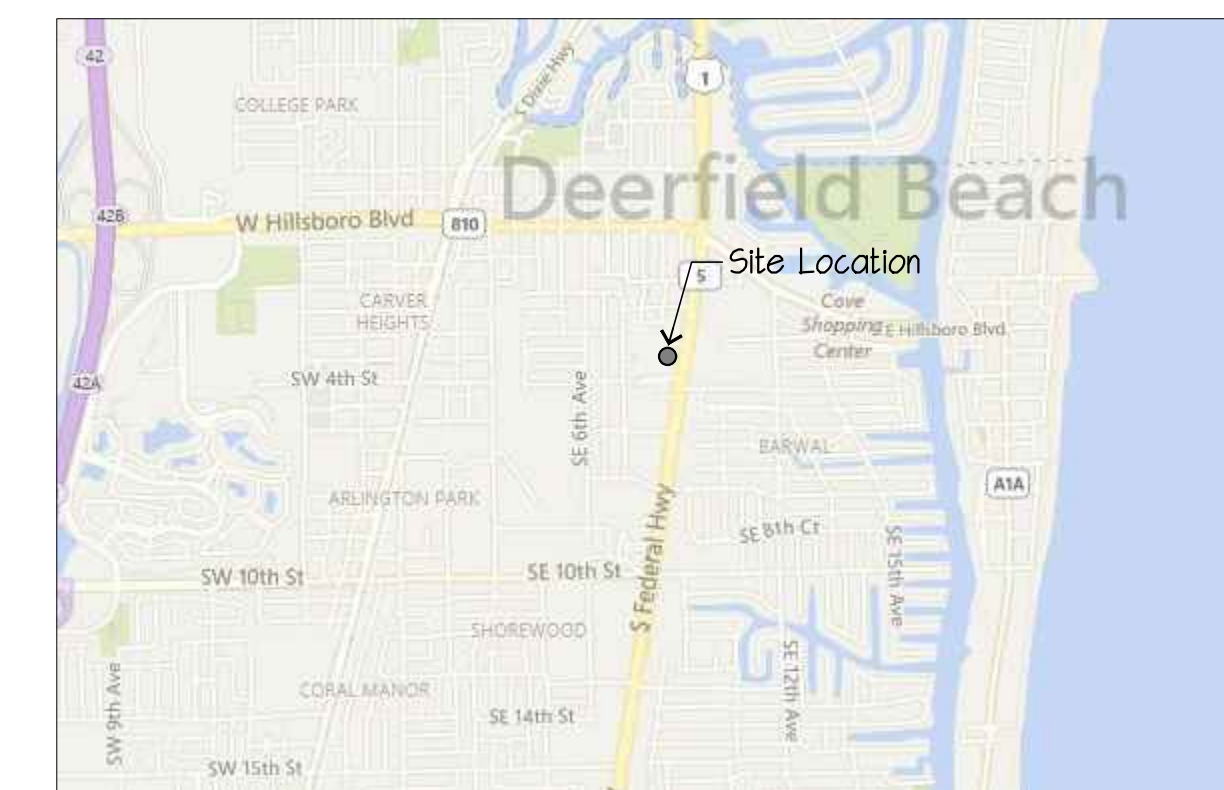 42
S Dixie Hwy
1
COLLEGE PARK
Deerfield Beach
42B
W Hillsboro Blvd
810
Site Location
5
CARVER
HEIGHTS
Cove
Shopping
Center
E Hillsboro Blvd
42A
SW 4th St
SE 6th Ave
BARWAL
A1A
ARLINGTON PARK
S Federal Hwy
SE 8th Ct
SE 15th Ave
SW 10th St
SE 10th St
SHOREWOOD
SE 12th Ave
SW 9th Ave
CORAL MANOR
SE 14th St
SW 15th St